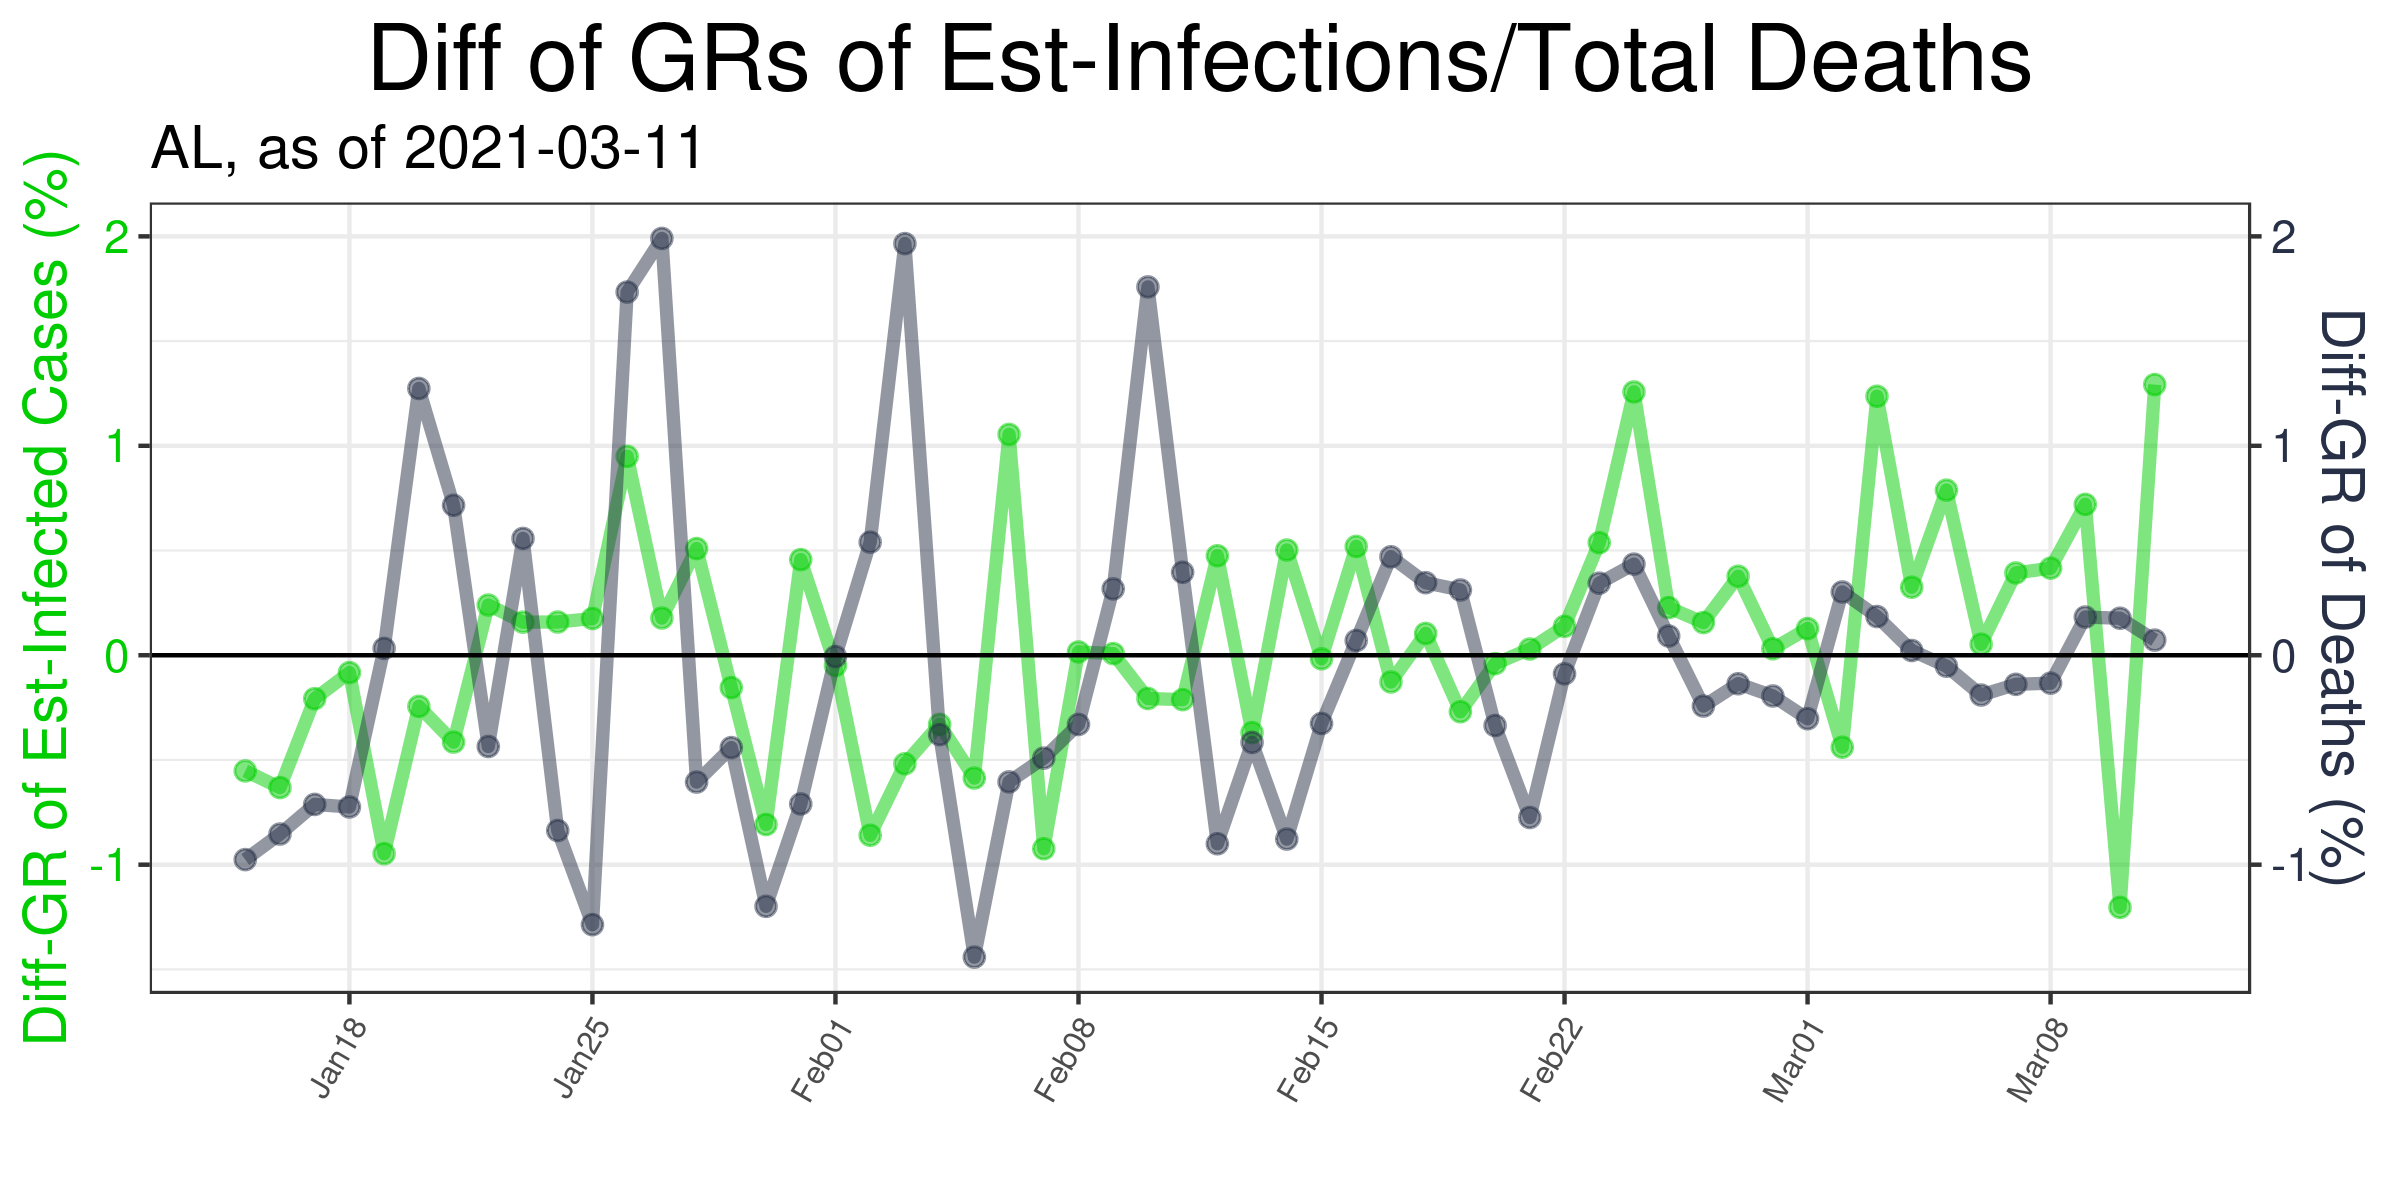 Diff of GRs of Est-Infections/Total Deaths
AL, as of 2021-03-11
Diff-GR of Est-Infected Cases (%)
2
1
0
-1
2
1
0
-1
Diff-GR of Deaths (%)
Jan18
Jan25
Feb01
Feb08
Feb15
Feb22
Mar01
Mar08